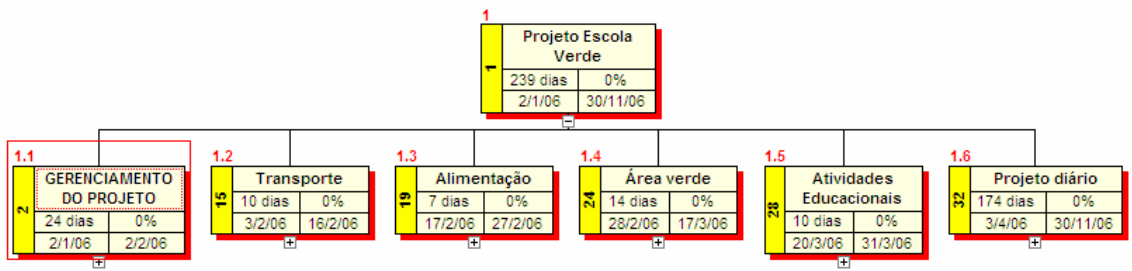 1
Projeto Escola
Verde
1
239 dias 0%
2/1/06 30/11/06
1.1
GERENCIAMENTO
DO PROJETO
2
24 dias 0%
2/1/06 2/2/06
1.2
Transporte
15
10 dias 0%
3/2/06 16/2/06
1.3
Alimentação
19
7 dias 0%
17/2/06 27/2/06
1.4
Área verde
24
14 dias 0%
28/2/06 17/3/06
1.5
Atividades
Educacionais
28
10 dias 0%
20/3/06 31/3/06
1.6
Projeto diário
32
174 dias 0%
3/4/06 30/11/06